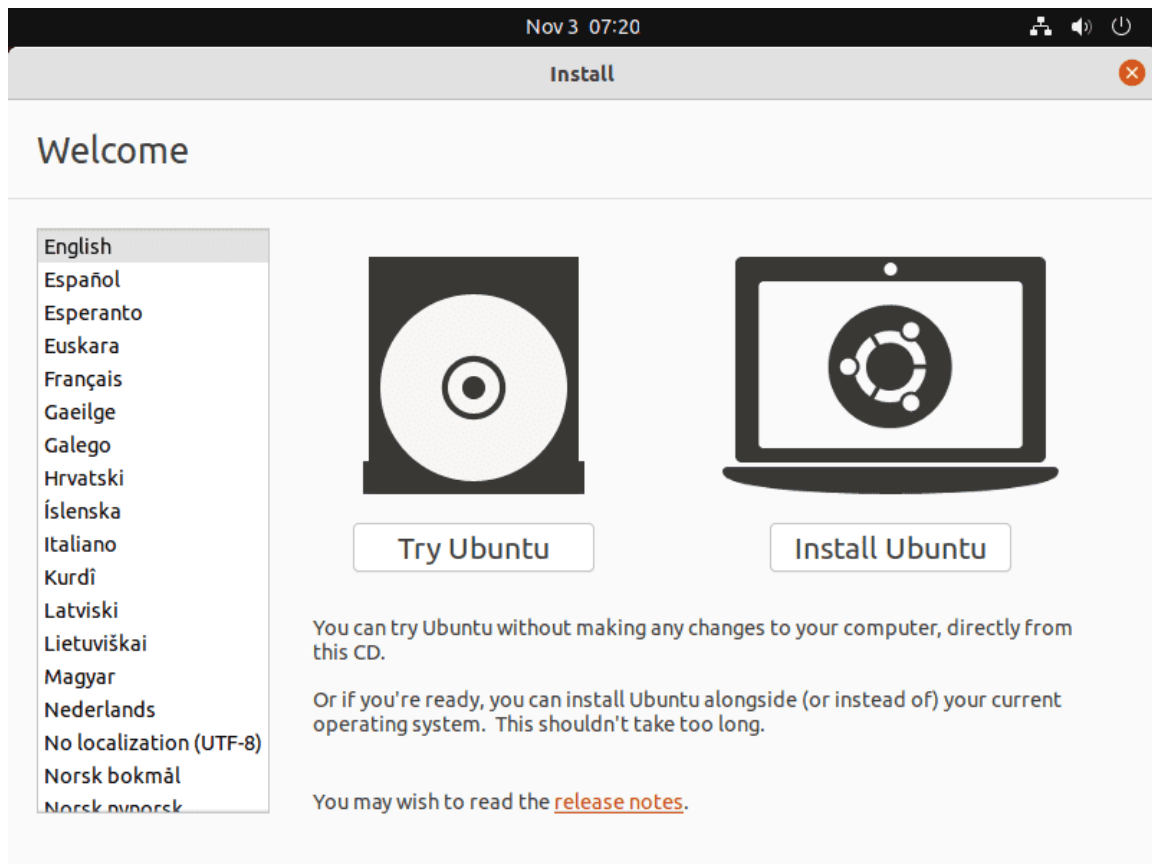 Nov 3 07:20
Install
Welcome
English
Español
Esperanto
Euskara
Français
Gaeilge
Galego
Hrvatski
Íslenska
Italiano
Kurdî
Latviski
Lietuviškai
Magyar
Nederlands
No localization (UTF-8)
Norsk bokmål
Norsk nynorsk
Try Ubuntu
Install Ubuntu
You can try Ubuntu without making any changes to your computer, directly from
this CD.
Or if you're ready, you can install Ubuntu alongside (or instead of) your current
operating system. This shouldn't take too long.
You may wish to read the release notes.